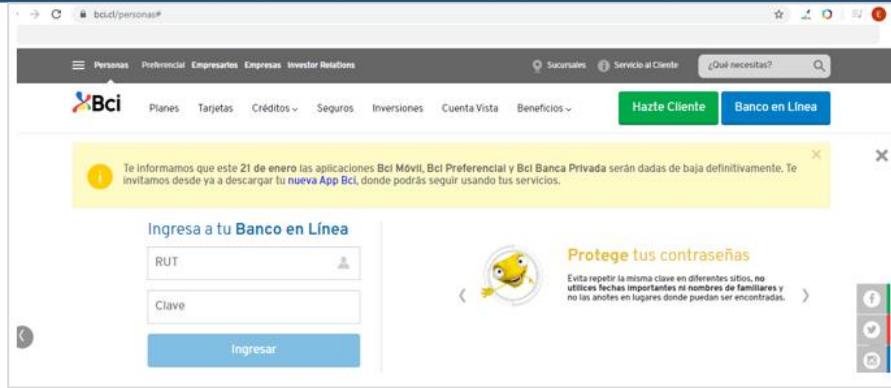 bci.cl/personas#
Personas Preferencial Empresarios Empresas Investor Relations Sucursales Servicio al Cliente ¿Qué necesitas?
Bci Planes Tarjetas Créditos Seguros Inversiones Cuenta Vista Beneficios Hazte Cliente Banco en Línea
Te informamos que este 21 de enero las aplicaciones Bci Móvil, Bci Preferencial y Bci Banca Privada serán dadas de baja definitivamente. Te
invitamos desde ya a descargar tu nueva App Bci, donde podrás seguir usando tus servicios.
Ingresa a tu Banco en Línea
RUT
Clave
Ingresar
Protege tus contraseñas
Evita repetir la misma clave en diferentes sitios, no
utilices fechas importantes ni nombres de familiares y
no las anotes en lugares donde puedan ser encontradas.